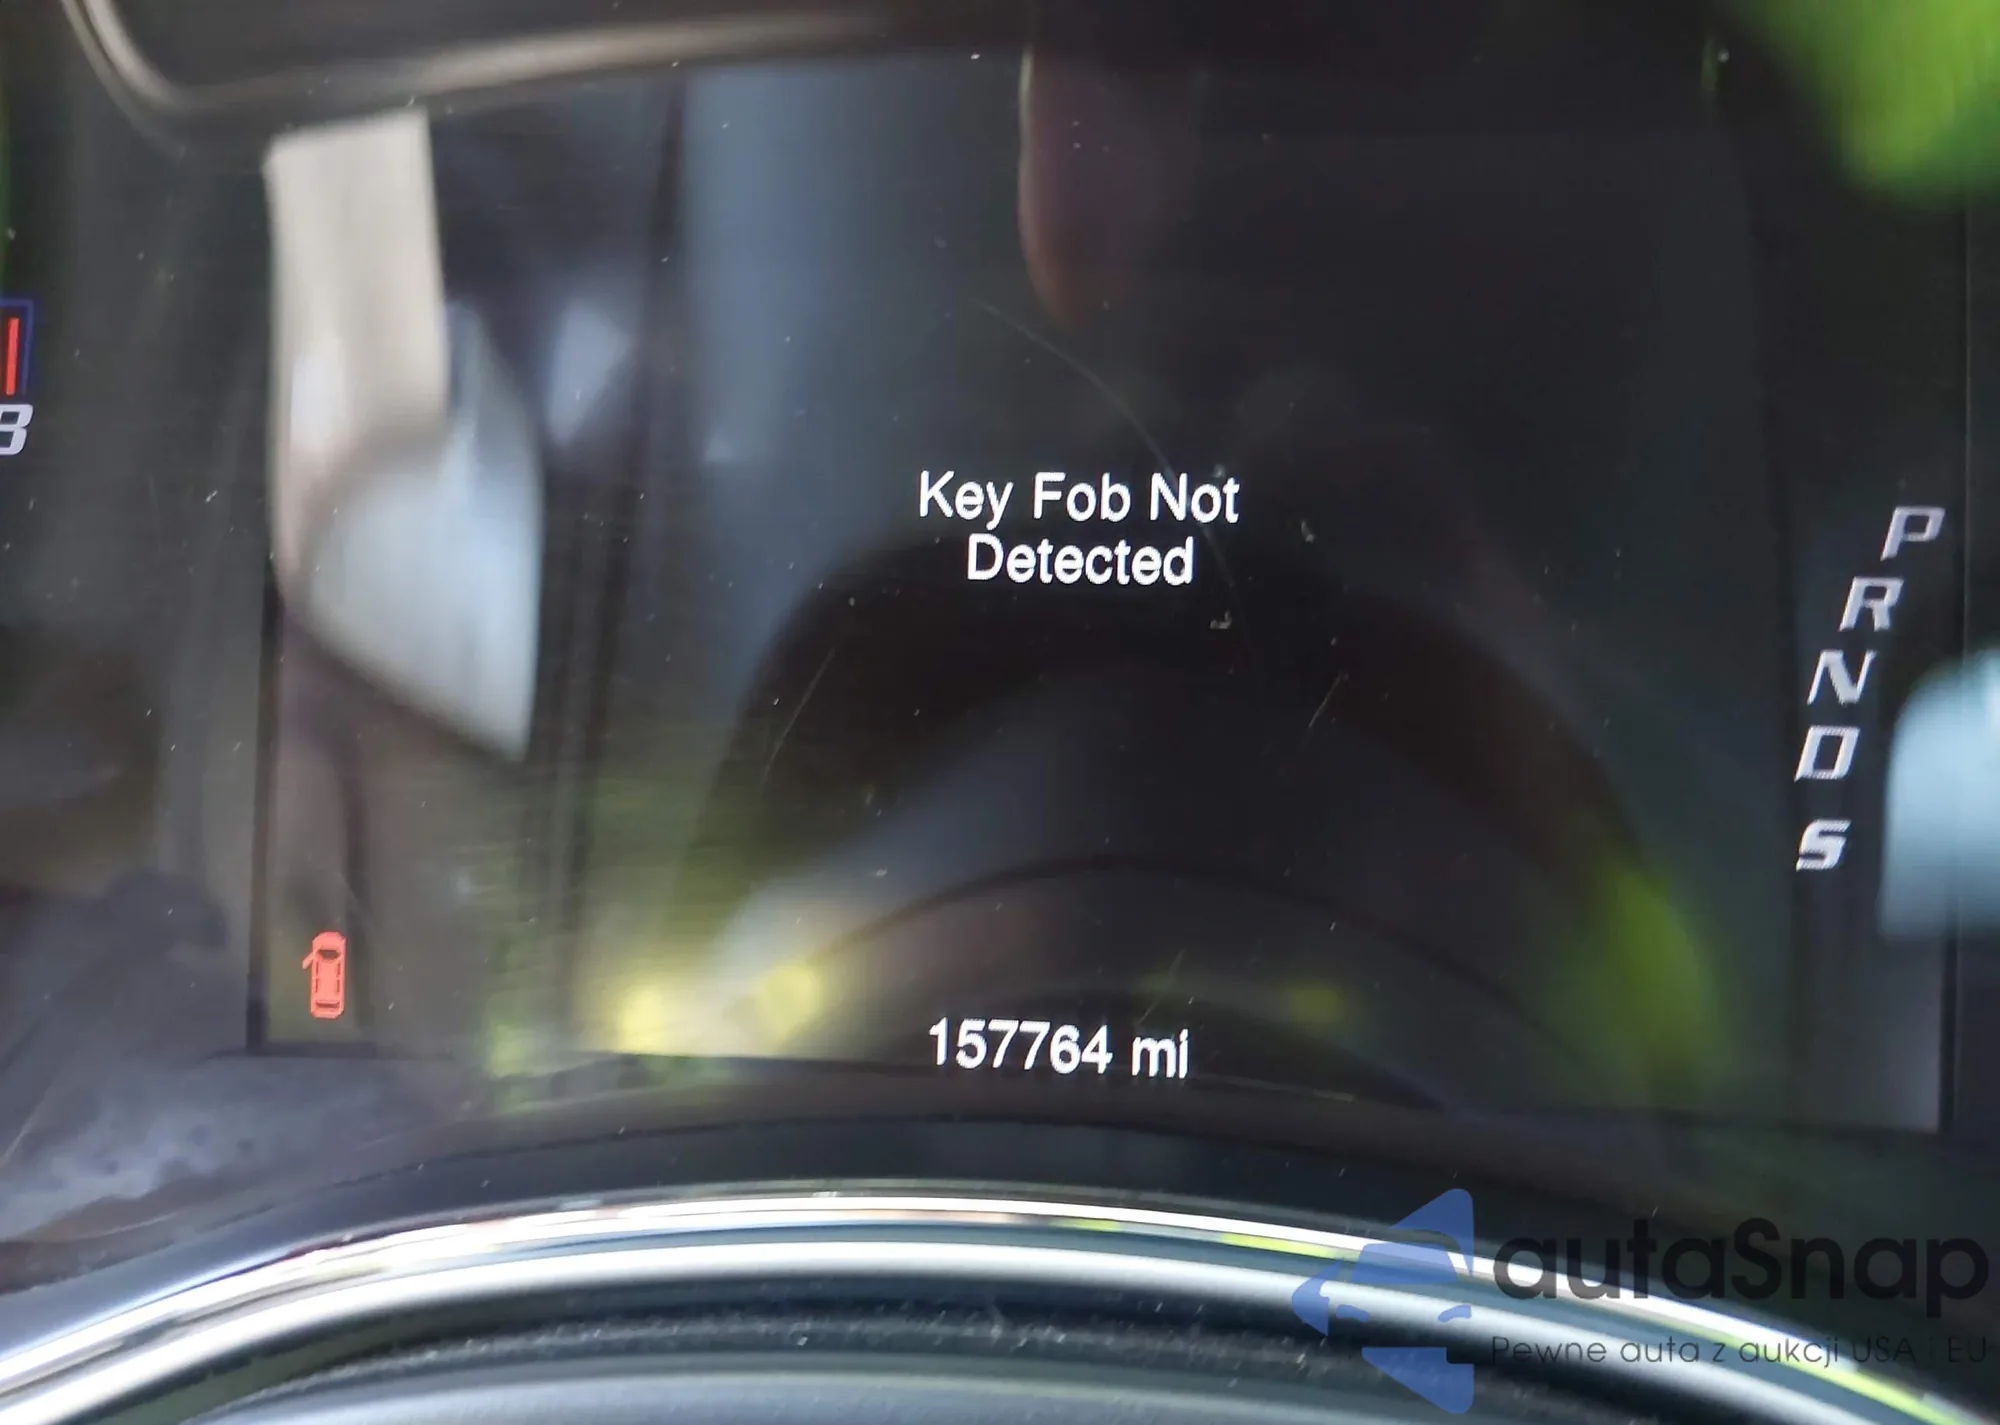 Key Fob Not
Detected
P
R
N
D
S
157764 mi
autaSnap
Pewne auta z aukcji USA i EU